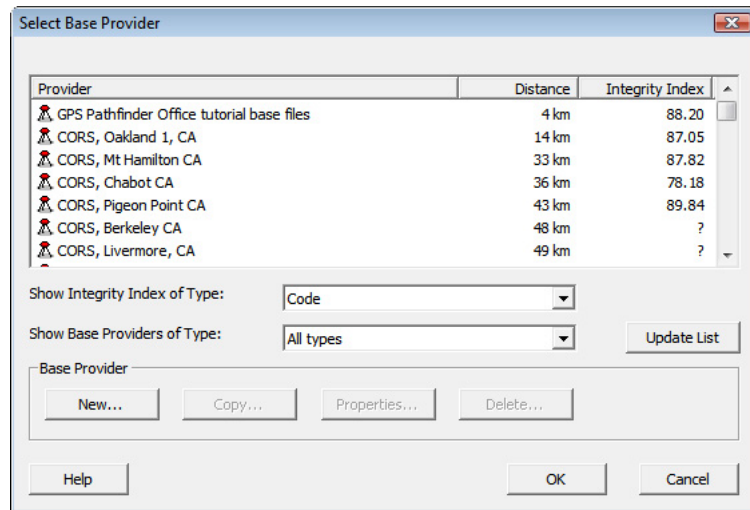 Select Base Provider
Provider Distance Integrity Index
GPS Pathfinder Office tutorial base files 4 km 88.20
CORS, Oakland 1, CA 14 km 87.05
CORS, Mt Hamilton CA 33 km 87.82
CORS, Chabot CA 36 km 78.18
CORS, Pigeon Point CA 43 km 89.84
CORS, Berkeley CA 48 km ?
CORS, Livermore, CA 49 km ?
Show Integrity Index of Type: Code
Show Base Providers of Type: All types Update List
Base Provider
New... Copy... Properties... Delete...
Help OK Cancel